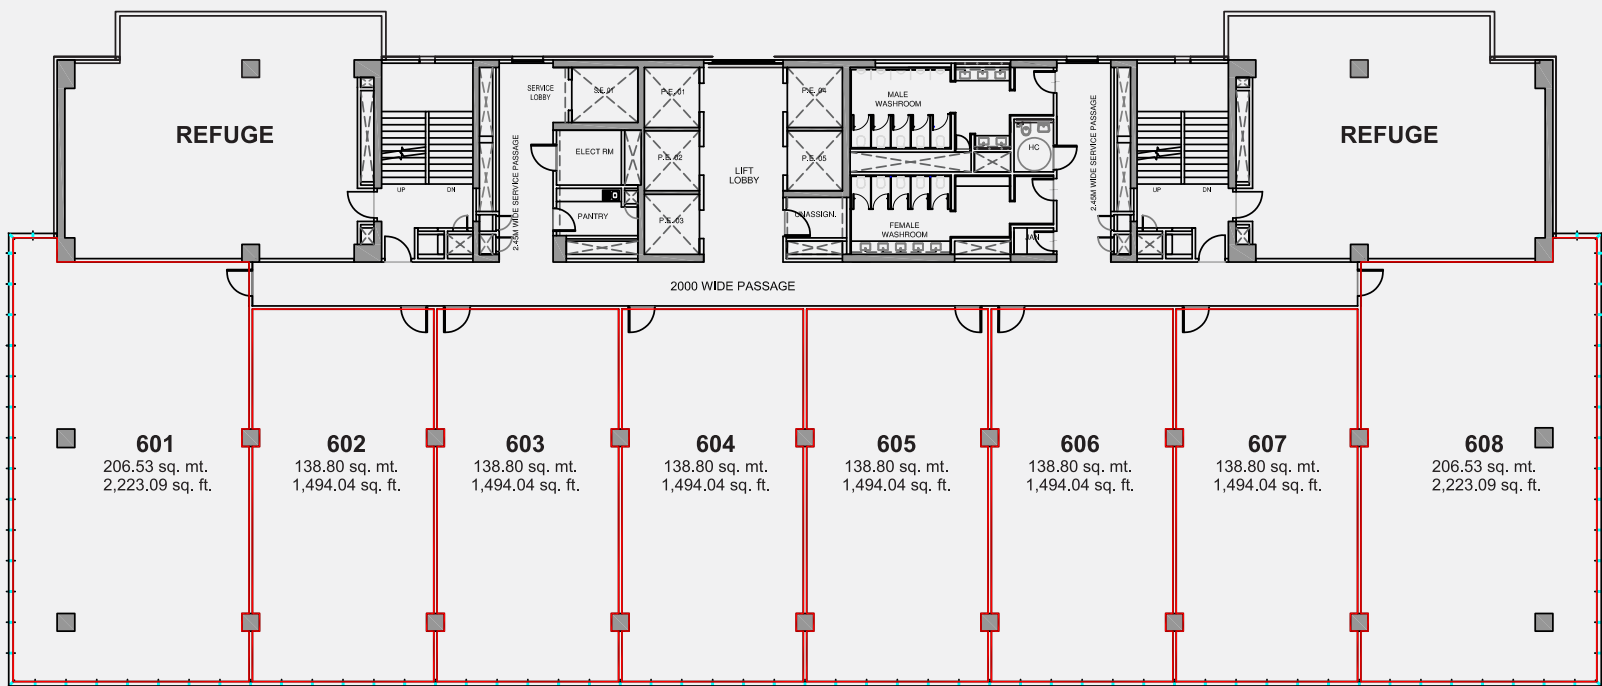 REFUGE
REFUGE
SERVICE
LOBBY
S.E.-01
P.E.-01
P.E.-04
MALE
WASHROOM
2.45M WIDE SERVICE PASSAGE
2.45M WIDE SERVICE PASSAGE
ELECT RM
P.E.-02
P.E.-05
HC
LIFT
LOBBY
UP
DN
UP
DN
PANTRY
P.E.-03
UNASSIGN.
FEMALE
WASHROOM
JAN
2000 WIDE PASSAGE
601
206.53 sq. mt.
2,223.09 sq. ft.
602
138.80 sq. mt.
1,494.04 sq. ft.
603
138.80 sq. mt.
1,494.04 sq. ft.
604
138.80 sq. mt.
1,494.04 sq. ft.
605
138.80 sq. mt.
1,494.04 sq. ft.
606
138.80 sq. mt.
1,494.04 sq. ft.
607
138.80 sq. mt.
1,494.04 sq. ft.
608
206.53 sq. mt.
2,223.09 sq. ft.